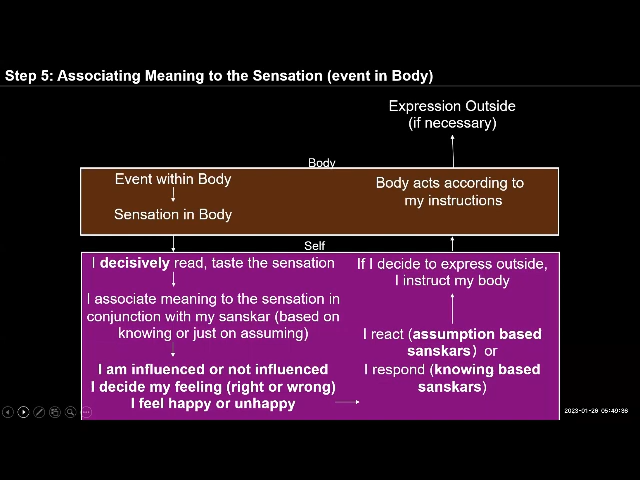 Step 5: Associating Meaning to the Sensation (event in Body)
Expression Outside
(if necessary)
Body
Event within Body
Sensation in Body
Body acts according to
my instructions
Self
I decisively read, taste the sensation
I associate meaning to the sensation in
conjunction with my sanskar (based on
knowing or just on assuming)
I am influenced or not influenced
I decide my feeling (right or wrong)
I feel happy or unhappy
If I decide to express outside,
I instruct my body
I react (assumption based
sanskars) or
I respond (knowing based
sanskars)
2023-01-26 05:49:36